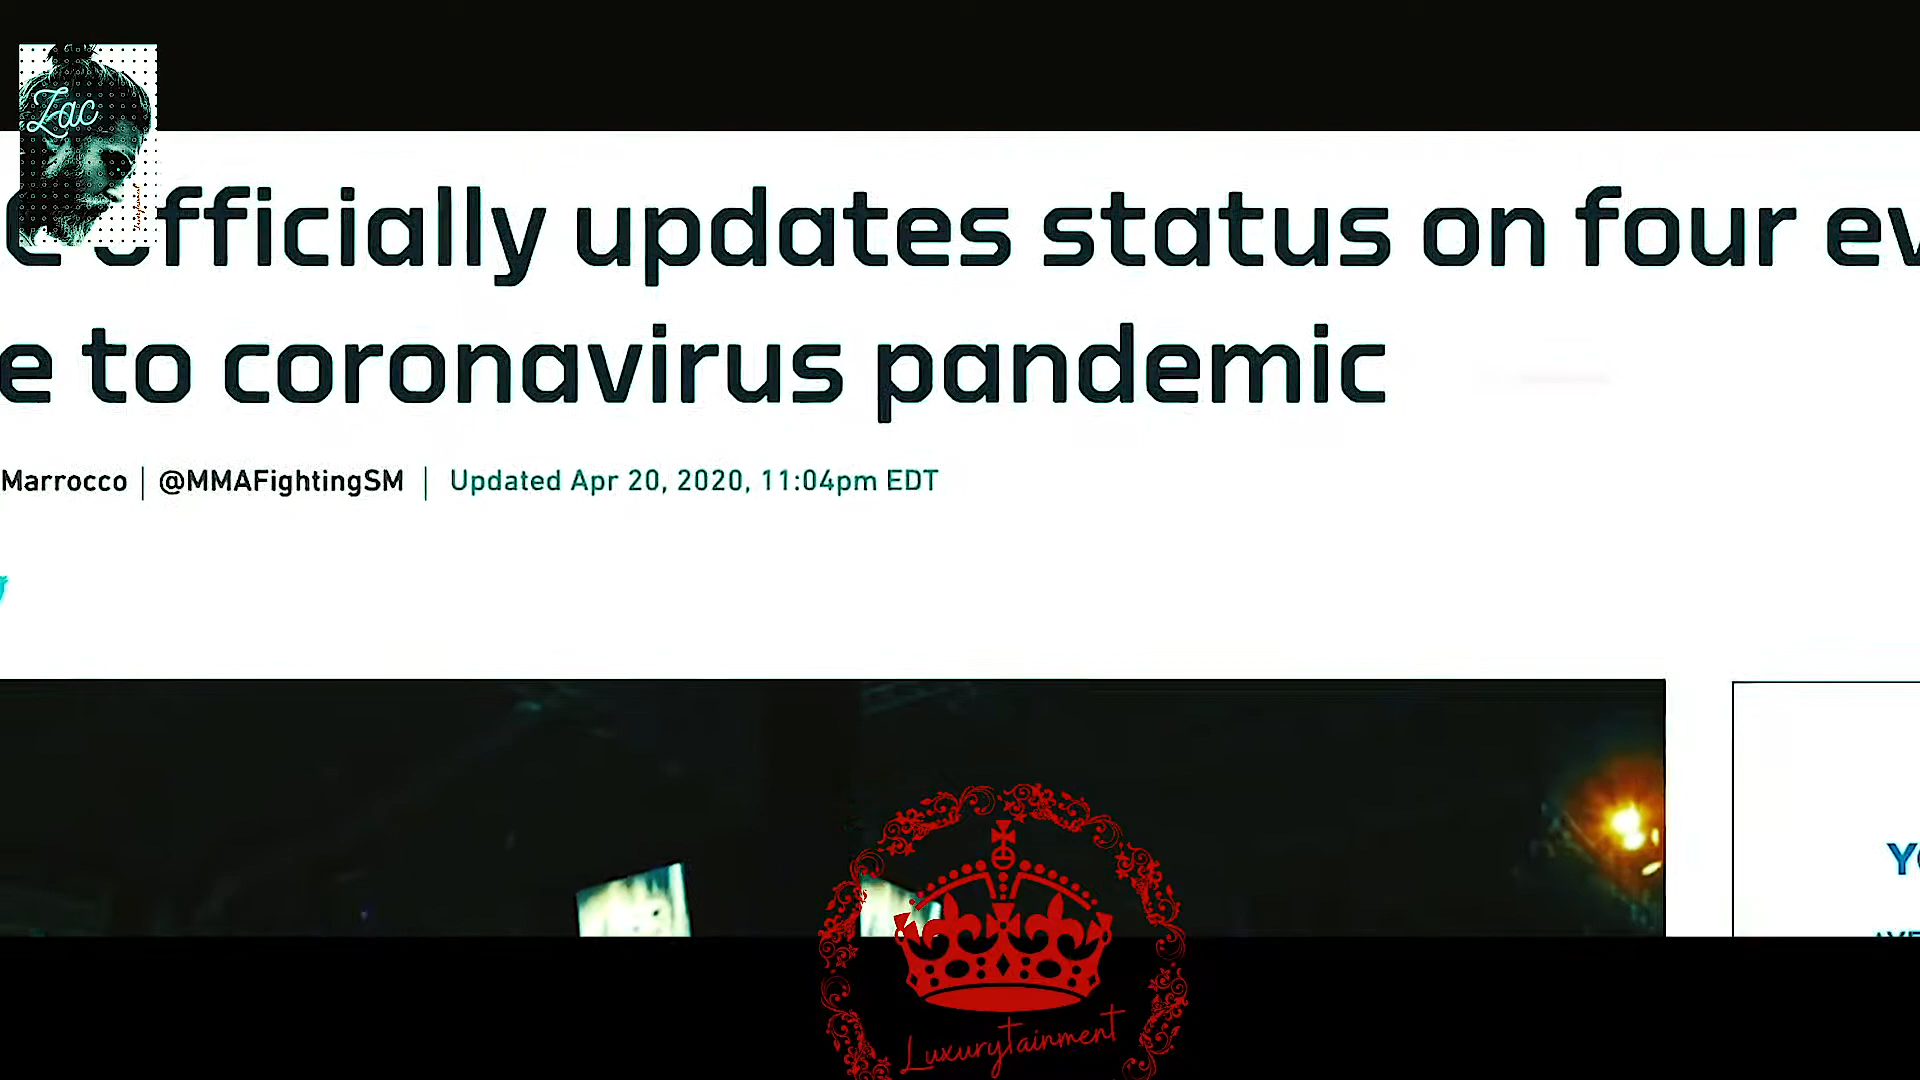 Zac
C officially updates status on four ev
e to coronavirus pandemic
Marrocco | @MMAFightingSM | Updated Apr 20, 2020, 11:04pm EDT
Luxurytainment